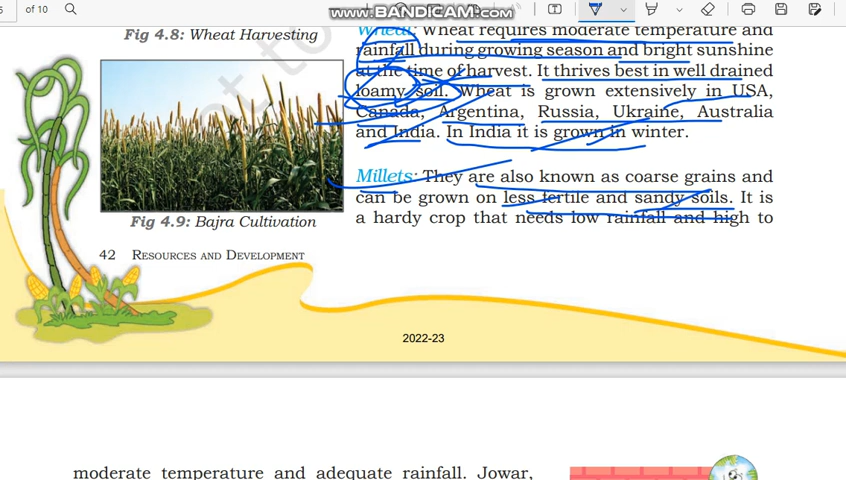 of 10
www.BANDICAM.com
Fig 4.8: Wheat Harvesting
Wheat: Wheat requires moderate temperature and
rainfall during growing season and bright sunshine
at the time of harvest. It thrives best in well drained
loamy soil. Wheat is grown extensively in USA,
Canada, Argentina, Russia, Ukraine, Australia
and India. In India it is grown in winter.
Millets: They are also known as coarse grains and
can be grown on less fertile and sandy soils. It is
a hardy crop that needs low rainfall and high to
Fig 4.9: Bajra Cultivation
42 RESOURCES AND DEVELOPMENT
2022-23
moderate temperature and adequate rainfall. Jowar,